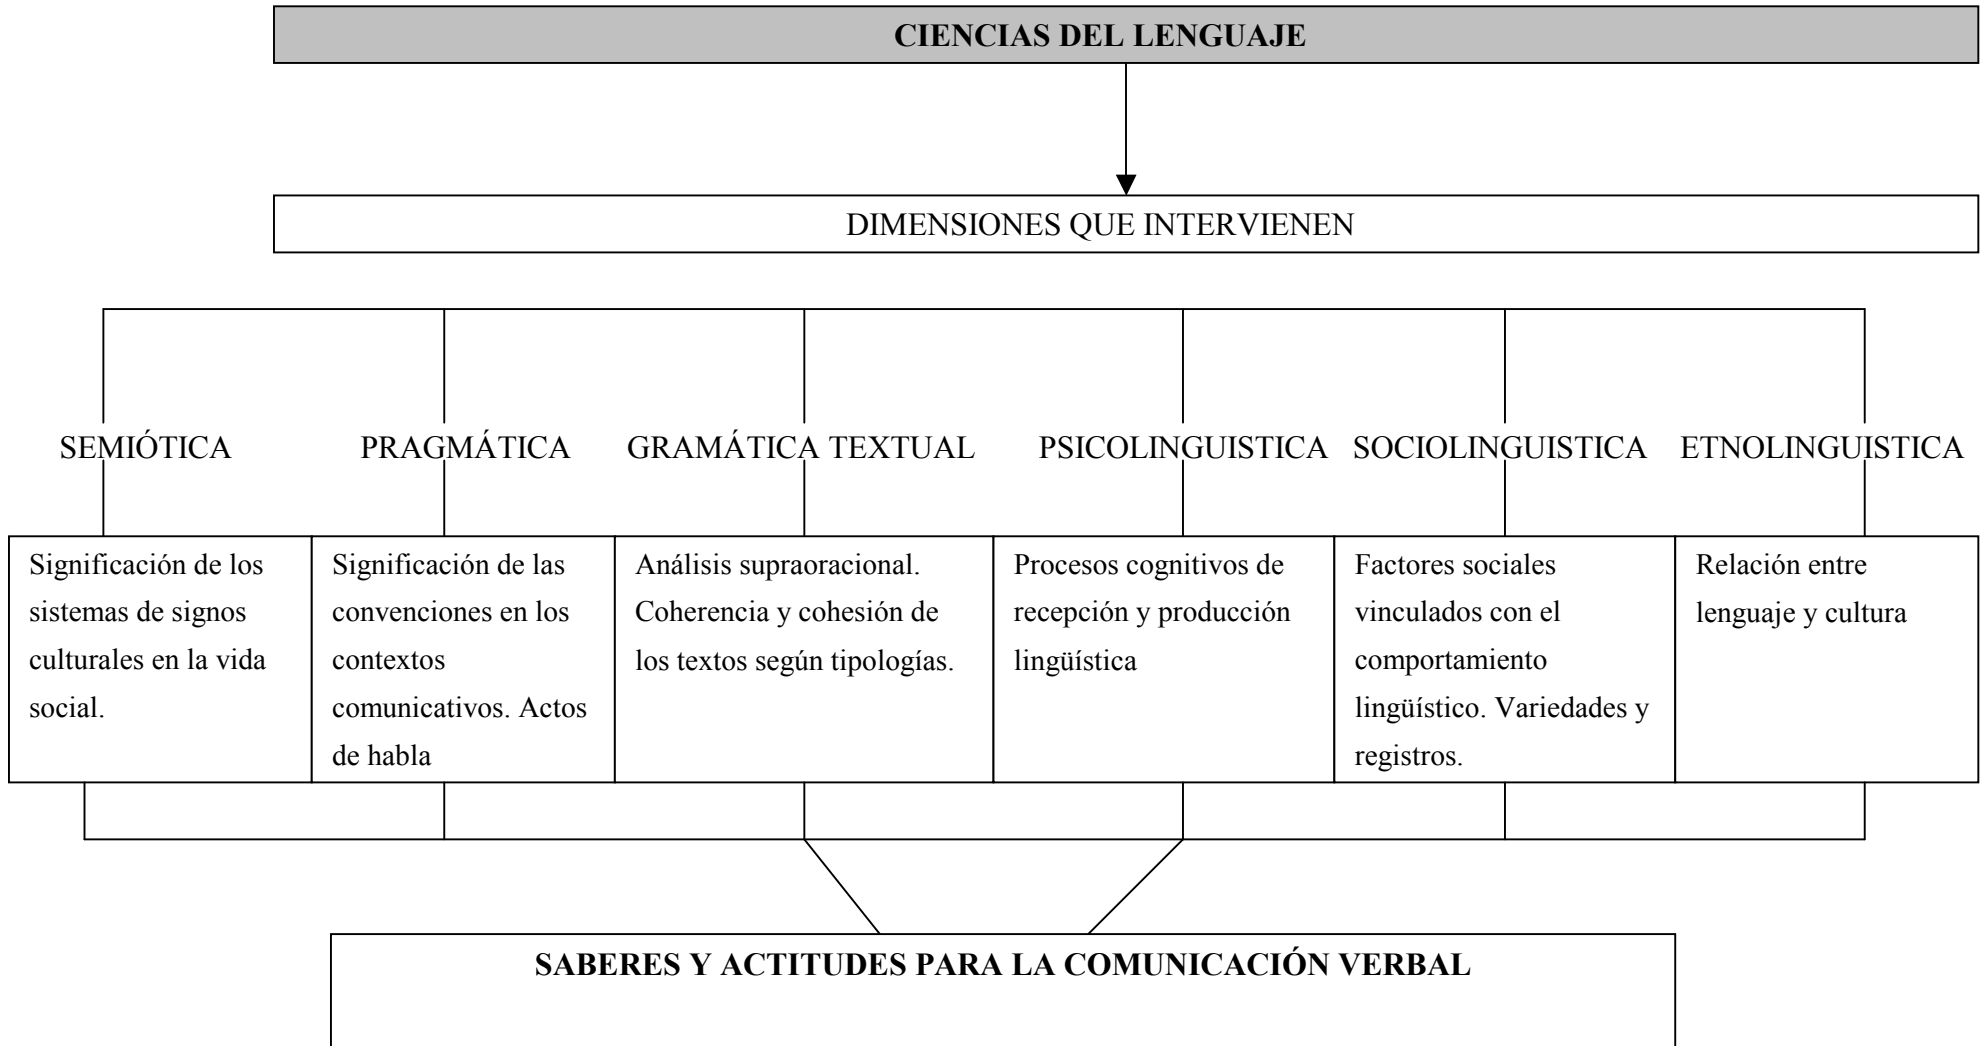 CIENCIAS DEL LENGUAJE
DIMENSIONES QUE INTERVIENEN
SEMIÓTICA
PRAGMÁTICA
GRAMÁTICA TEXTUAL
PSICOLINGUISTICA
SOCIOLINGUISTICA
ETNOLINGUISTICA
Significación de los
sistemas de signos
culturales en la vida
social.
Significación de las
convenciones en los
contextos
comunicativos. Actos
de habla
Análisis supraoracional.
Coherencia y cohesión de
los textos según tipologías.
Procesos cognitivos de
recepción y producción
lingüística
Factores sociales
vinculados con el
comportamiento
lingüístico. Variedades y
registros.
Relación entre
lenguaje y cultura
SABERES Y ACTITUDES PARA LA COMUNICACIÓN VERBAL